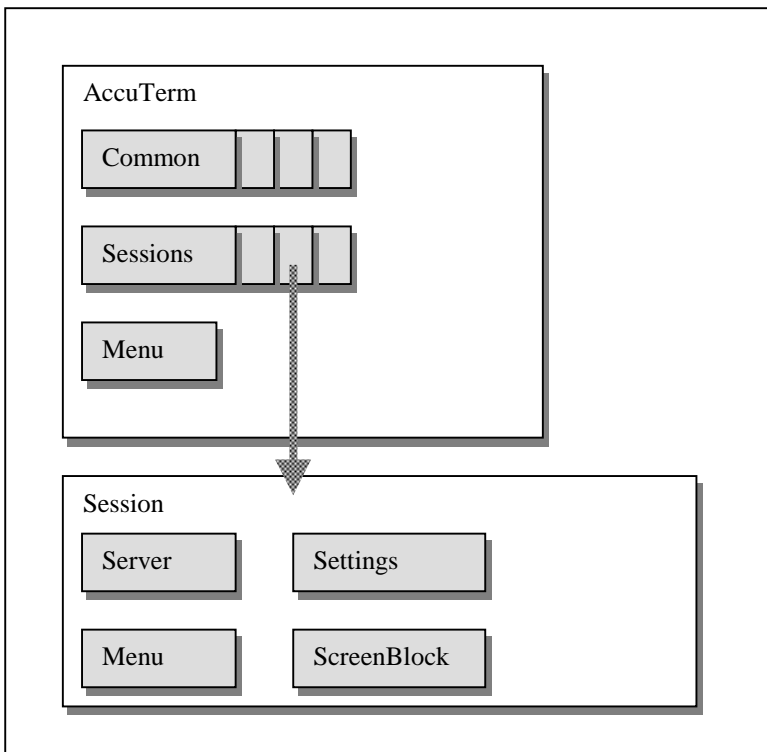 AccuTerm
Common
Sessions
Menu
Session
Server
Settings
Menu
ScreenBlock